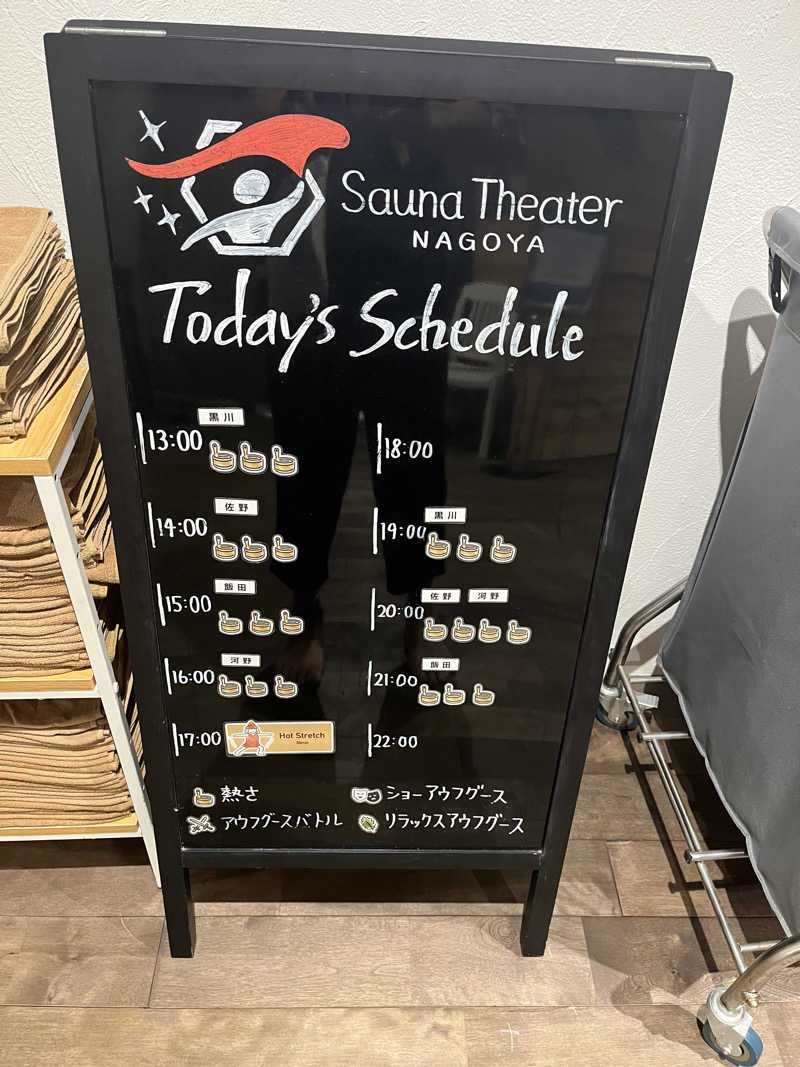 Sauna Theater
NAGOYA
Today's Schedule
黒川
13:00
佐野
14:00
飯田
15:00
河野
16:00
17:00 Hot Stretch
18:00
黒川
19:00
佐野 河野
20:00
飯田
21:00
22:00
熱さ
ショーアウフグース
アウフグースバトル
リラックスアウフグース